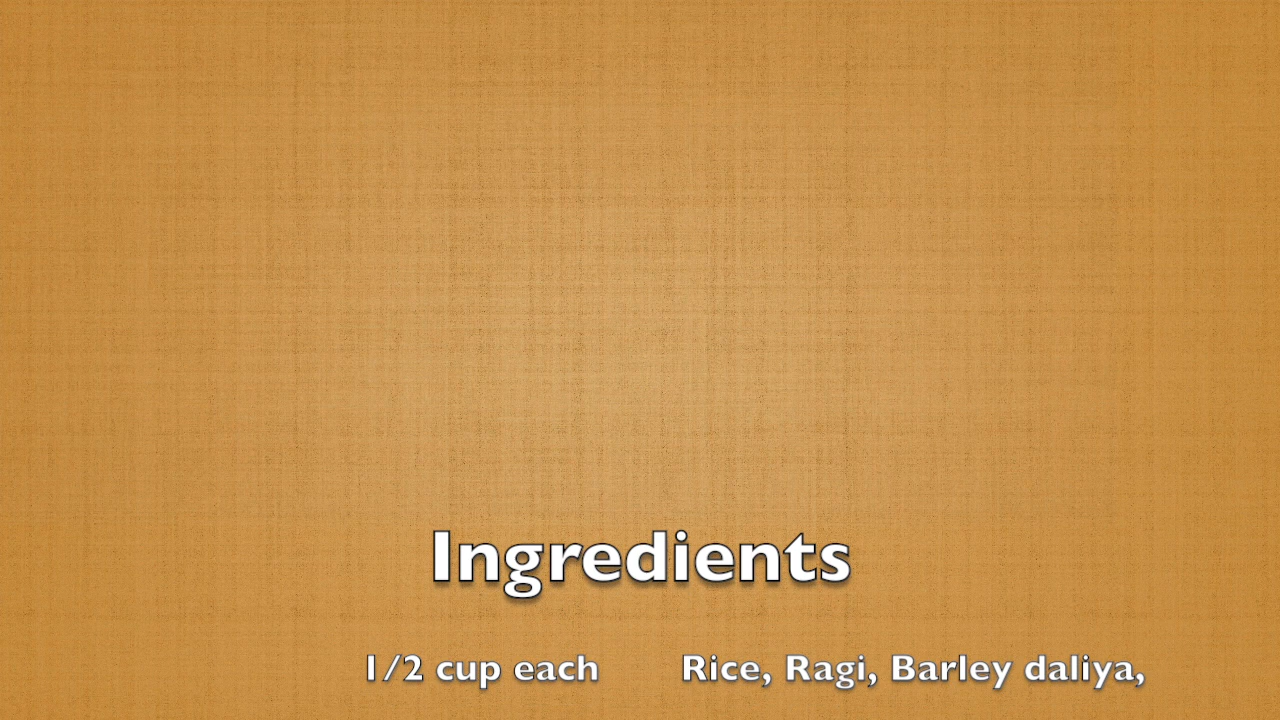 Ingredients
1/2 cup each Rice, Ragi, Barley daliya,